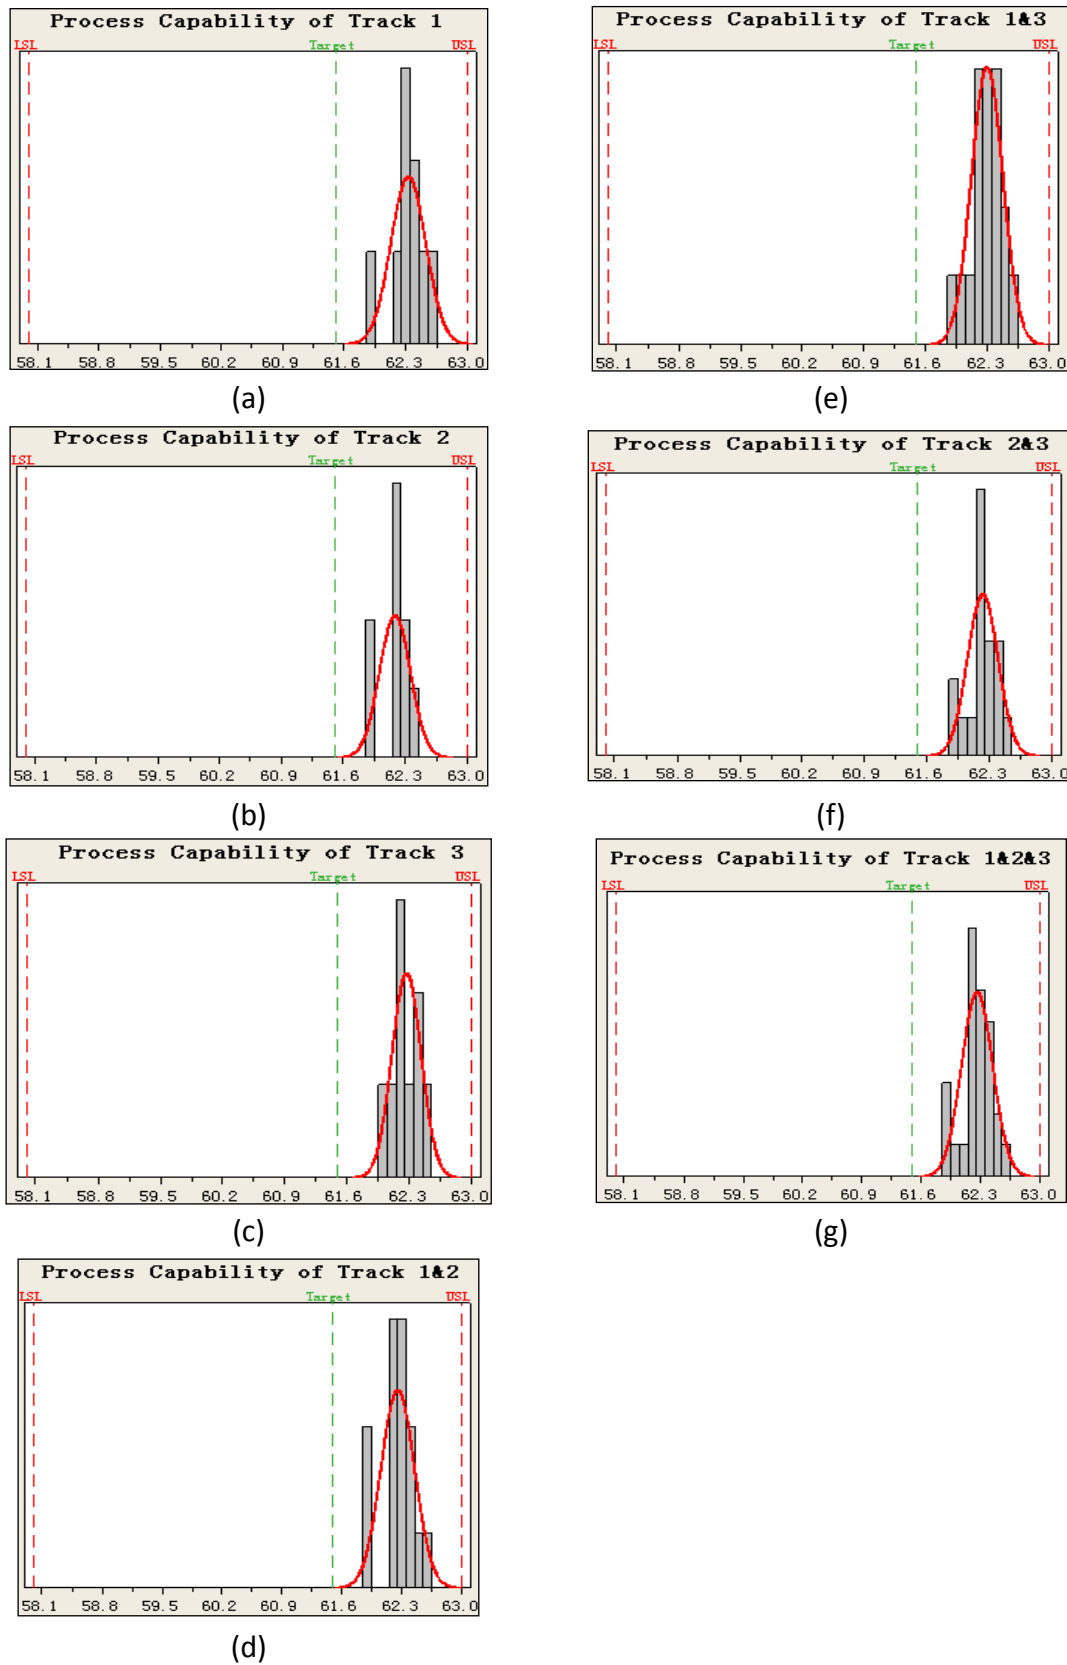 Process Capability of Track 1
LSL Target USL
58.1 58.8 59.5 60.2 60.9 61.6 62.3 63.0
(a)
Process Capability of Track 2
LSL Target USL
58.1 58.8 59.5 60.2 60.9 61.6 62.3 63.0
(b)
Process Capability of Track 3
LSL Target USL
58.1 58.8 59.5 60.2 60.9 61.6 62.3 63.0
(c)
Process Capability of Track 1&2
LSL Target USL
58.1 58.8 59.5 60.2 60.9 61.6 62.3 63.0
(d)
Process Capability of Track 1&3
LSL Target USL
58.1 58.8 59.5 60.2 60.9 61.6 62.3 63.0
(e)
Process Capability of Track 2&3
LSL Target USL
58.1 58.8 59.5 60.2 60.9 61.6 62.3 63.0
(f)
Process Capability of Track 1&2&3
LSL Target USL
58.1 58.8 59.5 60.2 60.9 61.6 62.3 63.0
(g)